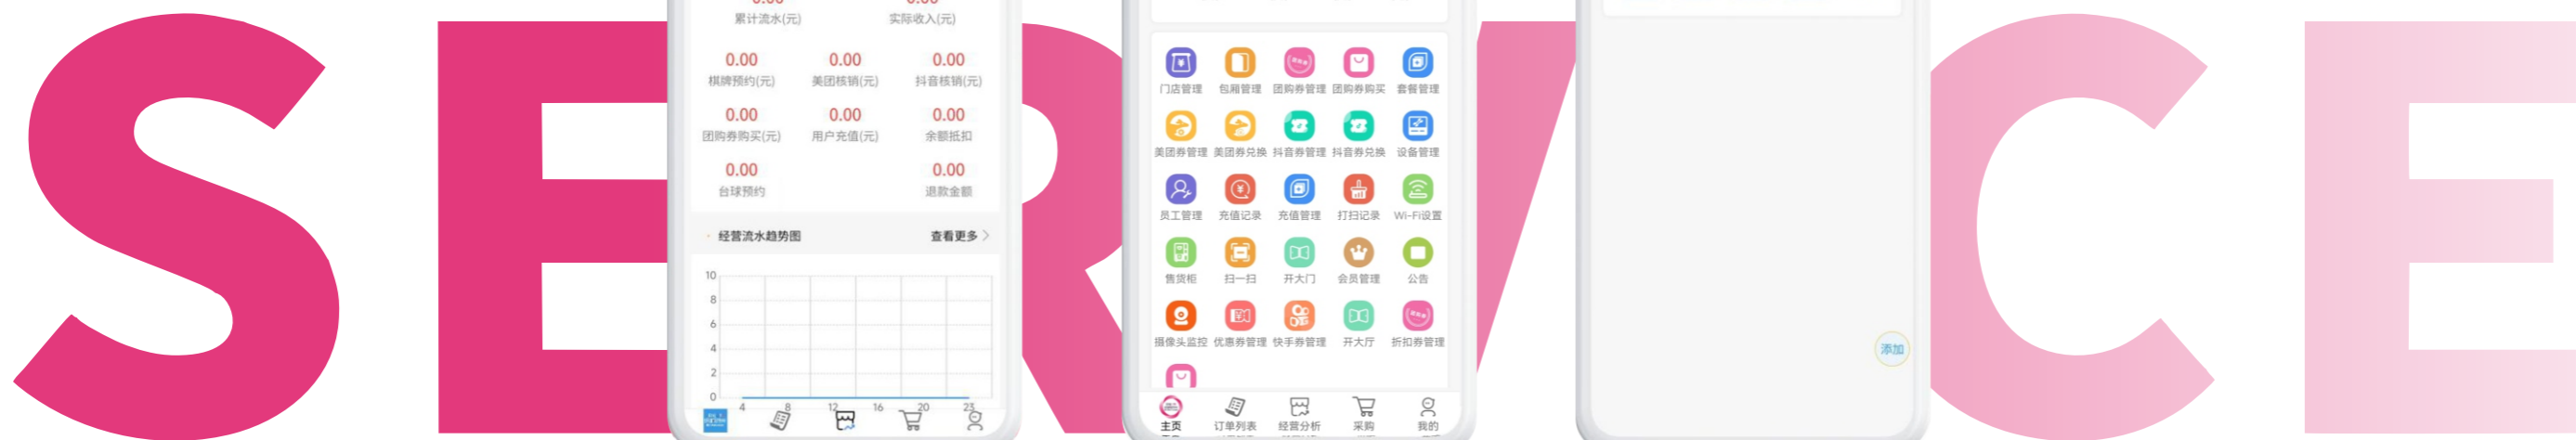 SERVICE
0.00 0.00
累计流水(元) 实际收入(元)
0.00 0.00 0.00
棋牌预约(元) 美团核销(元) 抖音核销(元)
0.00 0.00 0.00
团购券购买(元) 用户充值(元) 余额抵扣
0.00 0.00
台球预约 退款金额
经营流水趋势图 查看更多
10
8
6
4
2
0
4 8 12 16 20 23
门店管理 包厢管理 团购券管理 团购券购买 套餐管理
美团券管理 美团券兑换 抖音券管理 抖音券兑换 设备管理
员工管理 充值记录 充值管理 打扫记录 Wi-Fi设置
售货柜 扫一扫 开大门 会员管理 公告
摄像头监控 优惠券管理 快手券管理 开大厅 折扣券管理
主页 订单列表 经营分析 采购 我的
添加